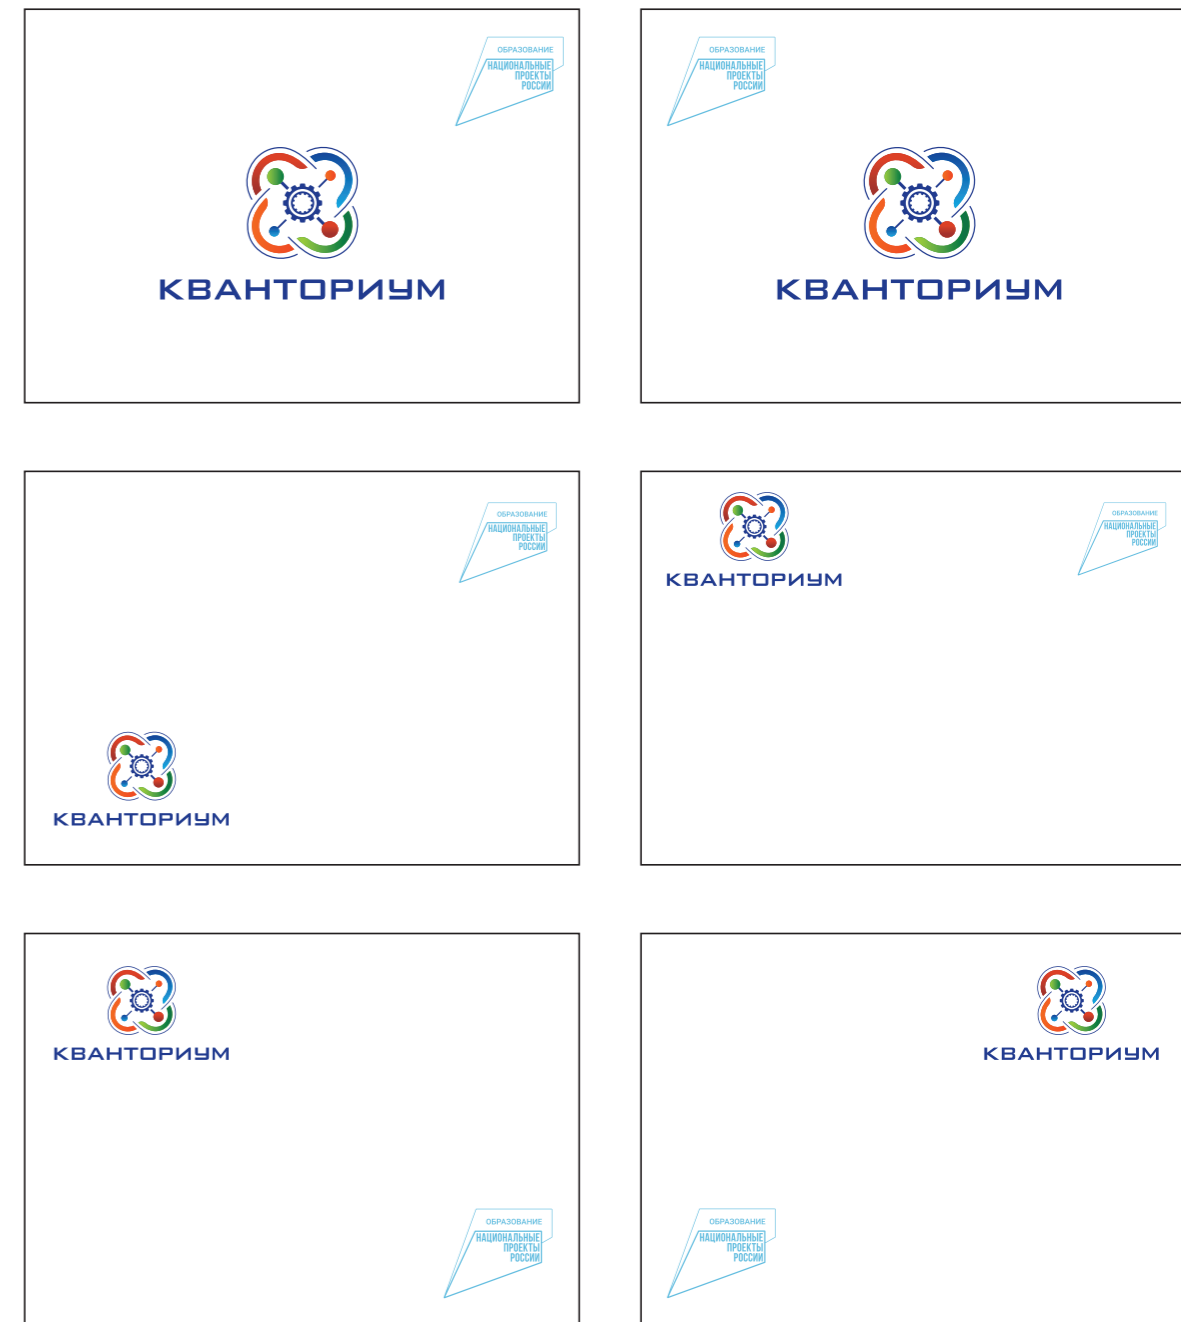 ОБРАЗОВАНИЕ
НАЦИОНАЛЬНЫЕ
ПРОЕКТЫ
РОССИИ
КВАНТОРИУМ
ОБРАЗОВАНИЕ
НАЦИОНАЛЬНЫЕ
ПРОЕКТЫ
РОССИИ
КВАНТОРИУМ
ОБРАЗОВАНИЕ
НАЦИОНАЛЬНЫЕ
ПРОЕКТЫ
РОССИИ
КВАНТОРИУМ
КВАНТОРИУМ
ОБРАЗОВАНИЕ
НАЦИОНАЛЬНЫЕ
ПРОЕКТЫ
РОССИИ
КВАНТОРИУМ
ОБРАЗОВАНИЕ
НАЦИОНАЛЬНЫЕ
ПРОЕКТЫ
РОССИИ
КВАНТОРИУМ
ОБРАЗОВАНИЕ
НАЦИОНАЛЬНЫЕ
ПРОЕКТЫ
РОССИИ